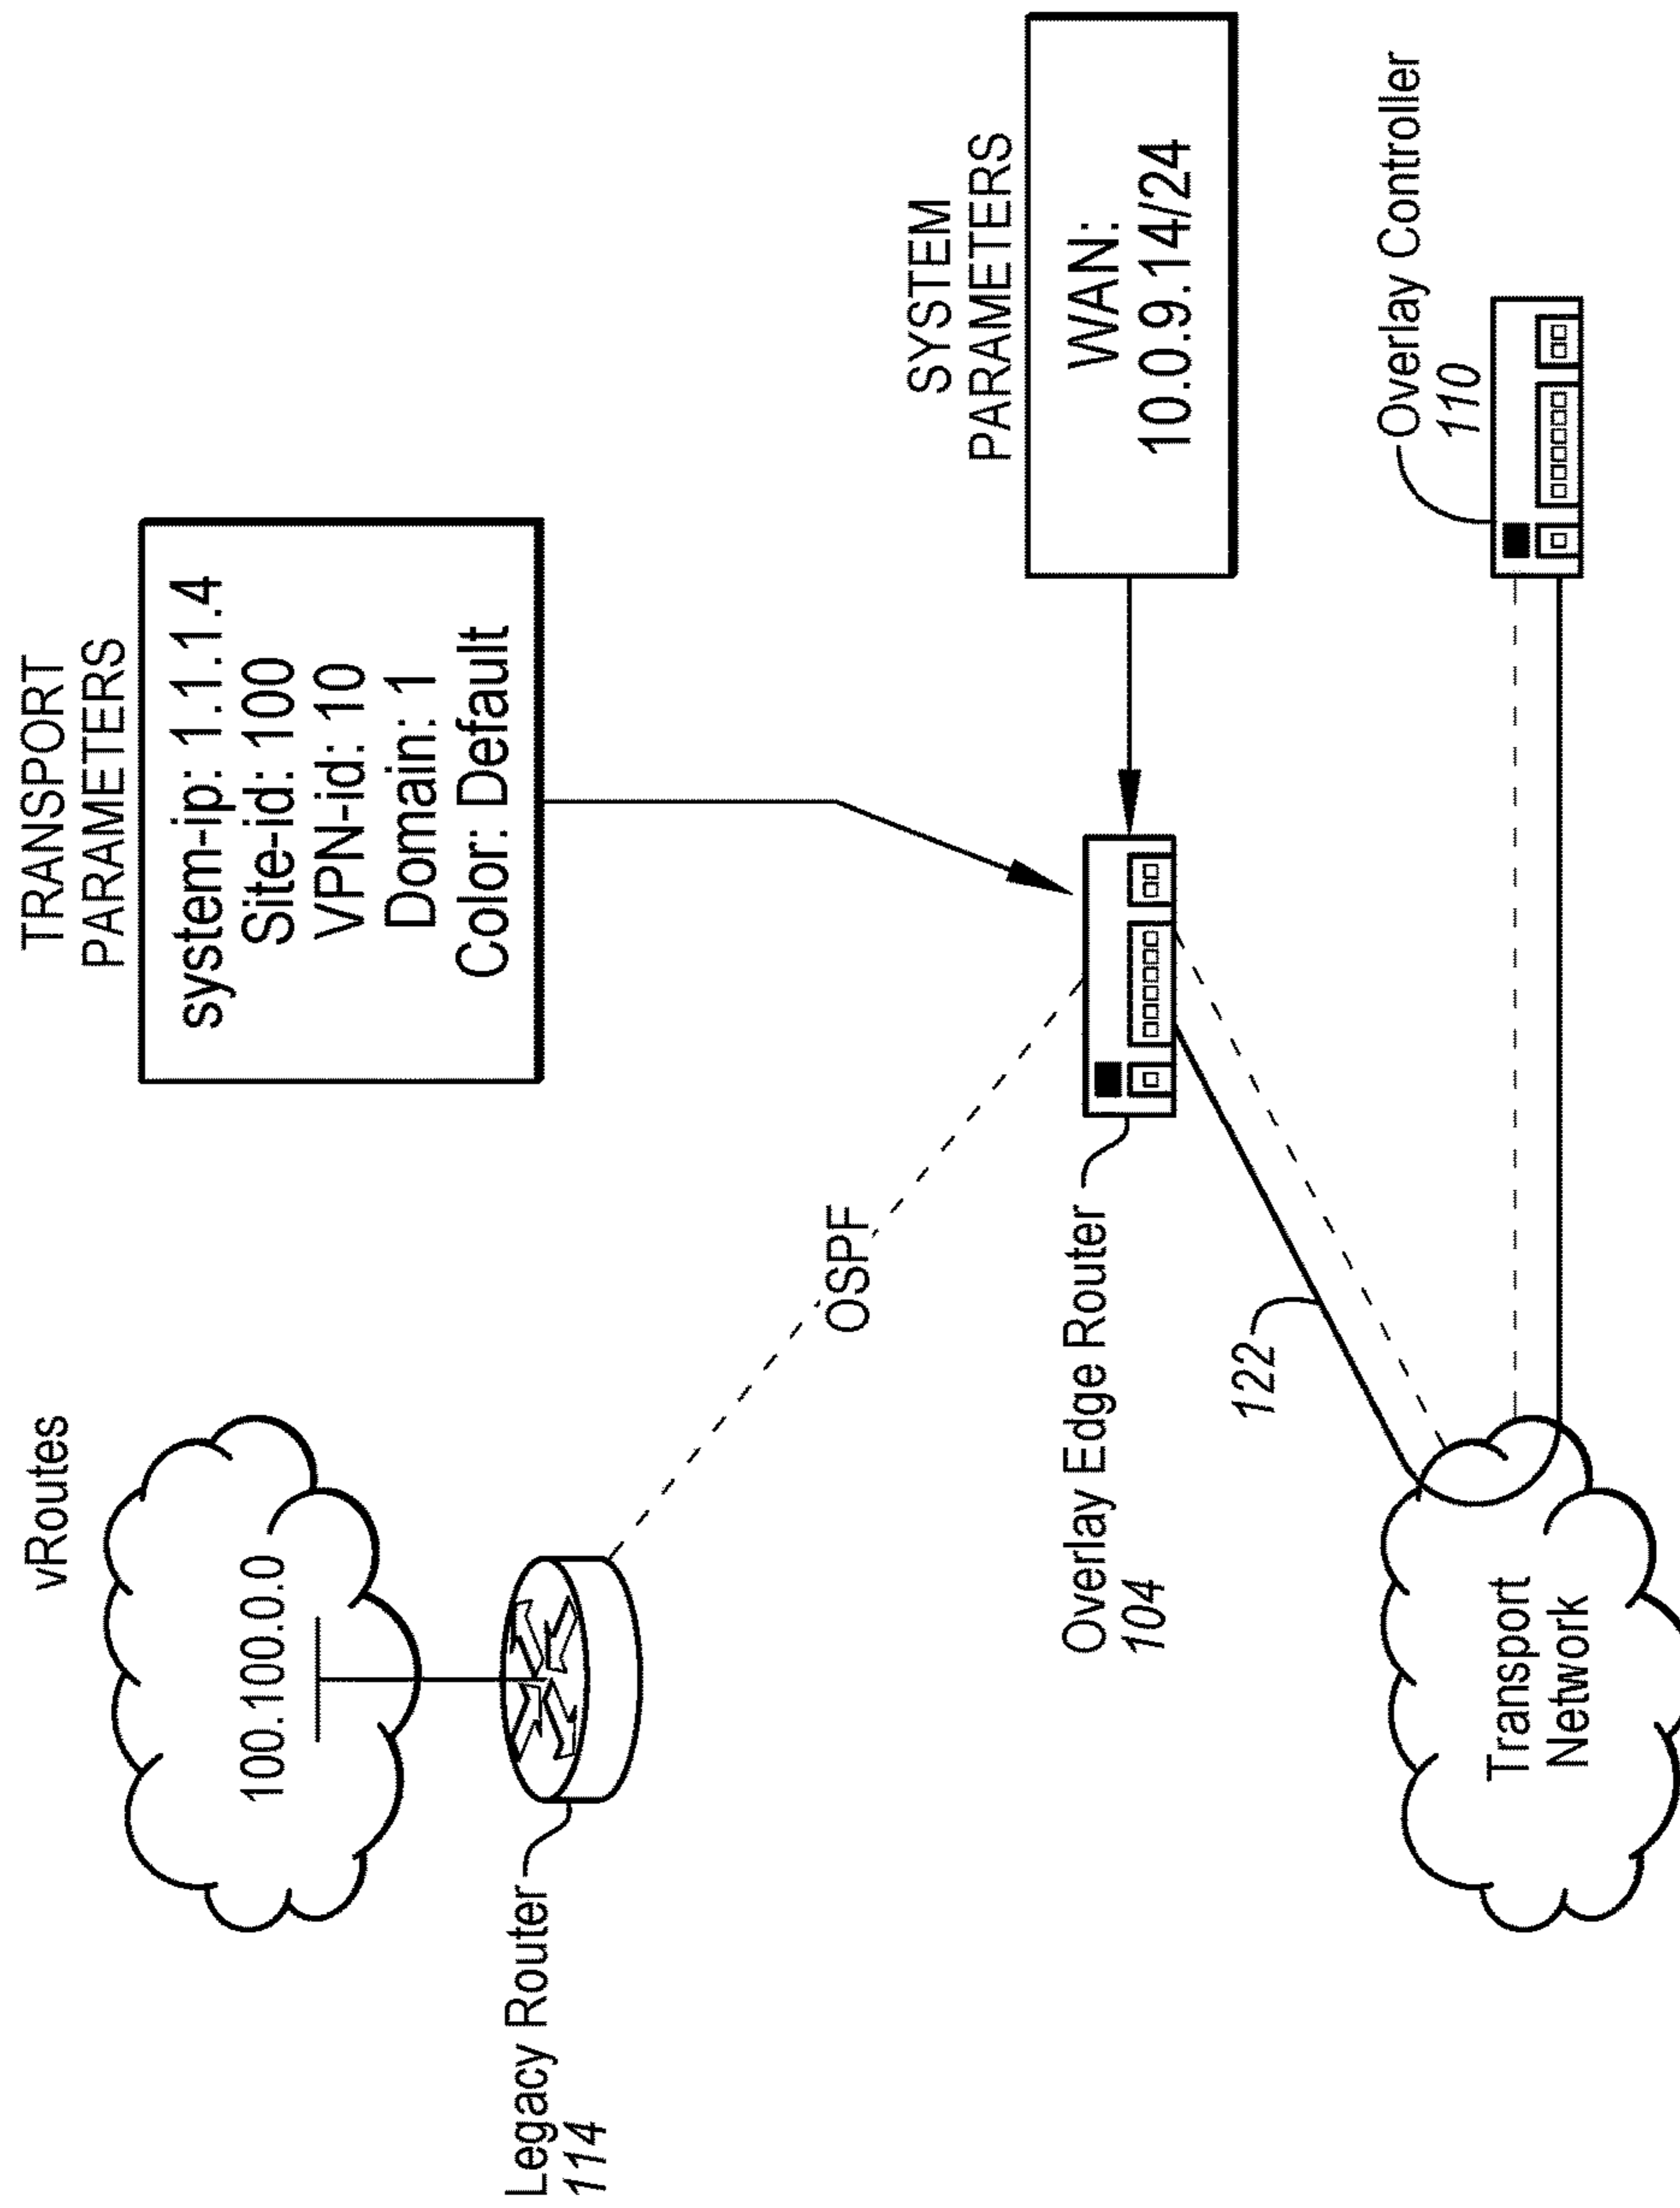 vRoutes
100.100.0.0
Legacy Router
114
OSPF
TRANSPORT
PARAMETERS
system-ip: 1.1.1.4
Site-id: 100
VPN-id: 10
Domain: 1
Color: Default
SYSTEM
PARAMETERS
WAN:
10.0.9.14/24
Overlay Edge Router
104
122
Transport
Network
Overlay Controller
110